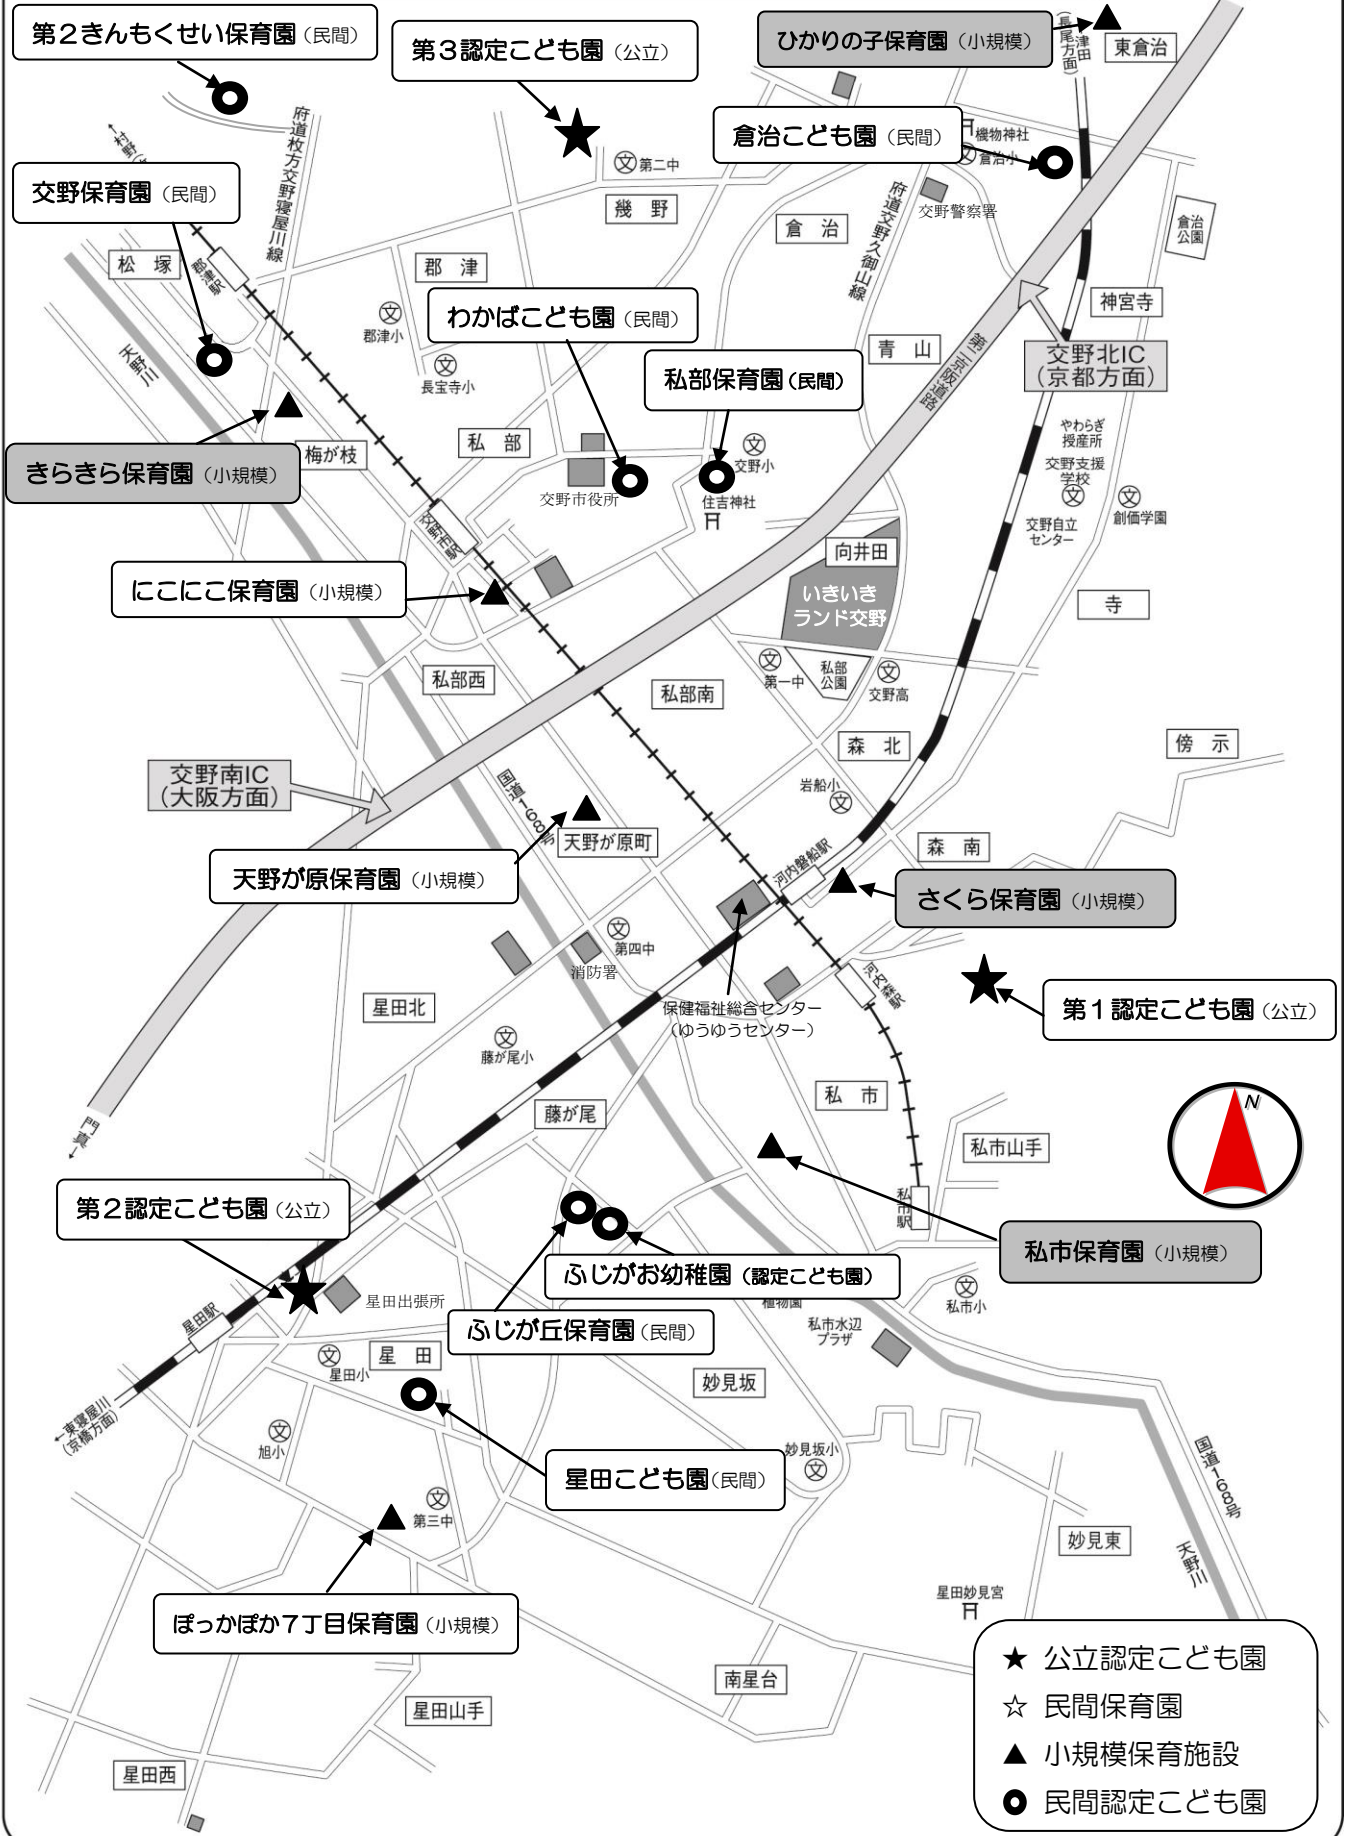 第2きんもくせい保育園(民間)
第3認定こども園(公立)
ひかりの子保育園(小規模)
津田
(長尾方面)
東倉治
倉治こども園(民間)
機物神社
倉治小
府道枚方交野寝屋川線
←村野
第二中
交野保育園(民間)
幾 野
倉 治
府道交野久御山線
交野警察署
倉治
公園
松 塚
郡津駅
郡 津
神宮寺
わかばこども園(民間)
郡津小
天野川
長宝寺小
青 山
第二京阪道路
交野北IC
(京都方面)
私部保育園(民間)
やわらぎ
授産所
きらきら保育園(小規模)
梅が枝
私 部
交野小
交野支援
学校
交野市役所
住吉神社
創価学園
交野自立
センター
交野市駅
向井田
にこにこ保育園(小規模)
いきいき
ランド交野
寺
私部西
私部南
第一中
私部
公園
交野高
森 北
傍 示
交野南IC
(大阪方面)
国道168号
岩船小
天野が原町
森 南
天野が原保育園(小規模)
河内磐船駅
さくら保育園(小規模)
第四中
消防署
河内森駅
第1認定こども園(公立)
星田北
保健福祉総合センター
(ゆうゆうセンター)
藤が尾小
藤が尾
私 市
N
門真→
私市山手
第2認定こども園(公立)
私市駅
私市保育園(小規模)
ふじがお幼稚園(認定こども園)
植物園
私市小
星田出張所
星田駅
ふじが丘保育園(民間)
私市水辺
プラザ
星田小
星 田
妙見坂
←東寝屋川
(京橋方面)
旭小
妙見坂小
星田こども園(民間)
国道168号
第三中
妙見東
天野川
ぽっかぽか7丁目保育園(小規模)
星田妙見宮
南星台
星田山手
星田西
★ 公立認定こども園
☆ 民間保育園
▲ 小規模保育施設
民間認定こども園